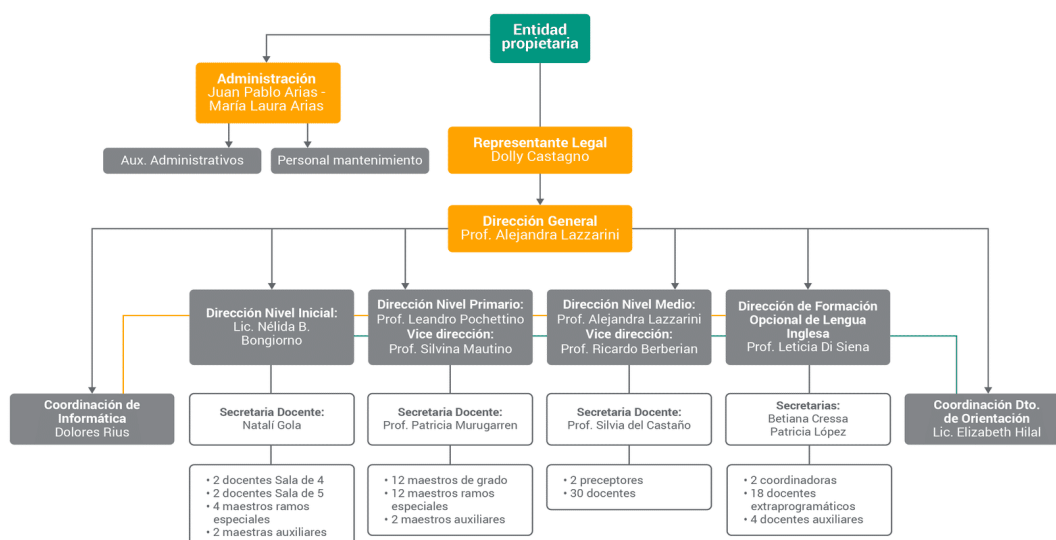 Entidad
propietaria
Administración
Juan Pablo Arias -
María Laura Arias
Aux. Administrativos
Personal mantenimiento
Representante Legal
Dolly Castagno
Dirección General
Prof. Alejandra Lazzarini
Dirección Nivel Inicial:
Lic. Nélida B.
Bongiorno
Dirección Nivel Primario:
Prof. Leandro Pochettino
Vice dirección:
Prof. Silvina Mautino
Dirección Nivel Medio:
Prof. Alejandra Lazzarini
Vice dirección:
Prof. Ricardo Berberian
Dirección de Formación
Opcional de Lengua
Inglesa
Prof. Leticia Di Siena
Coordinación de
Informática
Dolores Rius
Secretaria Docente:
Natalí Gola
Secretaria Docente:
Prof. Patricia Murugarren
Secretaria Docente:
Prof. Silvia del Castaño
Secretarias:
Betiana Cressa
Patricia López
Coordinación Dto.
de Orientación
Lic. Elizabeth Hilal
• 2 docentes Sala de 4
• 2 docentes Sala de 5
• 4 maestros ramos
especiales
• 2 maestras auxiliares
• 12 maestros de grado
• 12 maestros ramos
especiales
• 2 maestros auxiliares
• 2 preceptores
• 30 docentes
• 2 coordinadoras
• 18 docentes
extraprogramáticos
• 4 docentes auxiliares